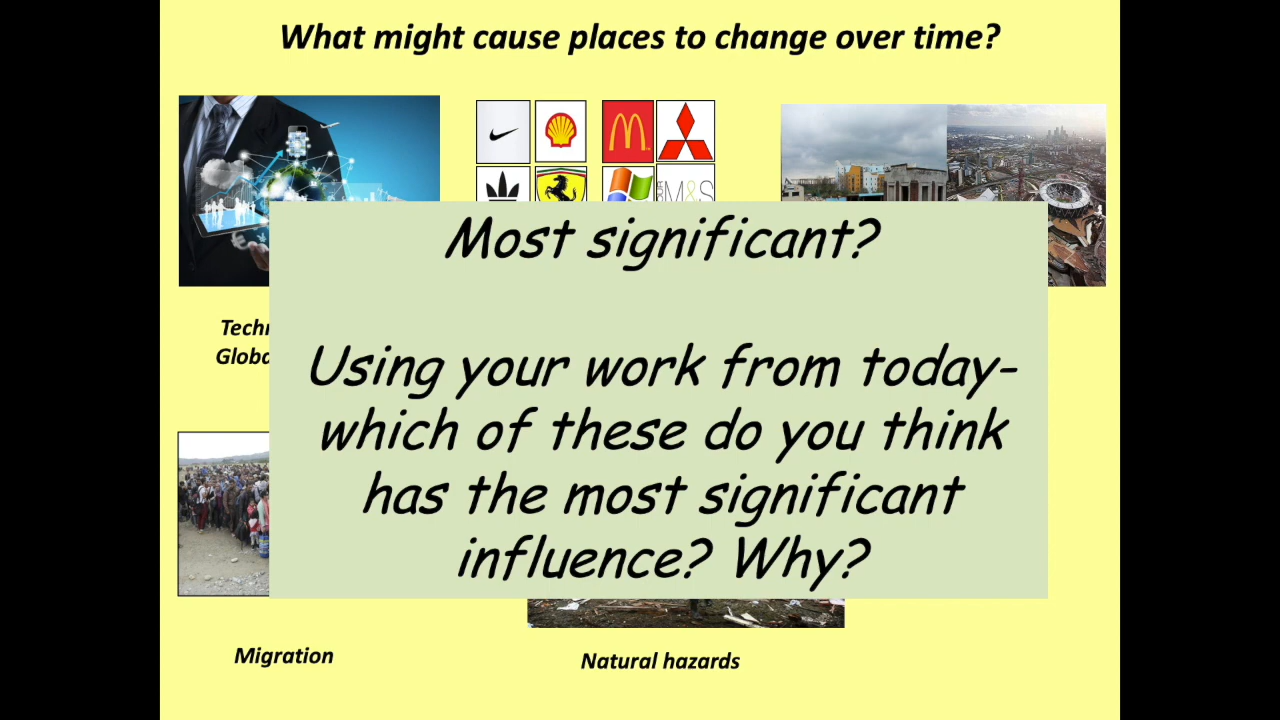 What might cause places to change over time?
M&S
Most significant?
Using your work from today-
which of these do you think
has the most significant
influence? Why?
Migration
Natural hazards